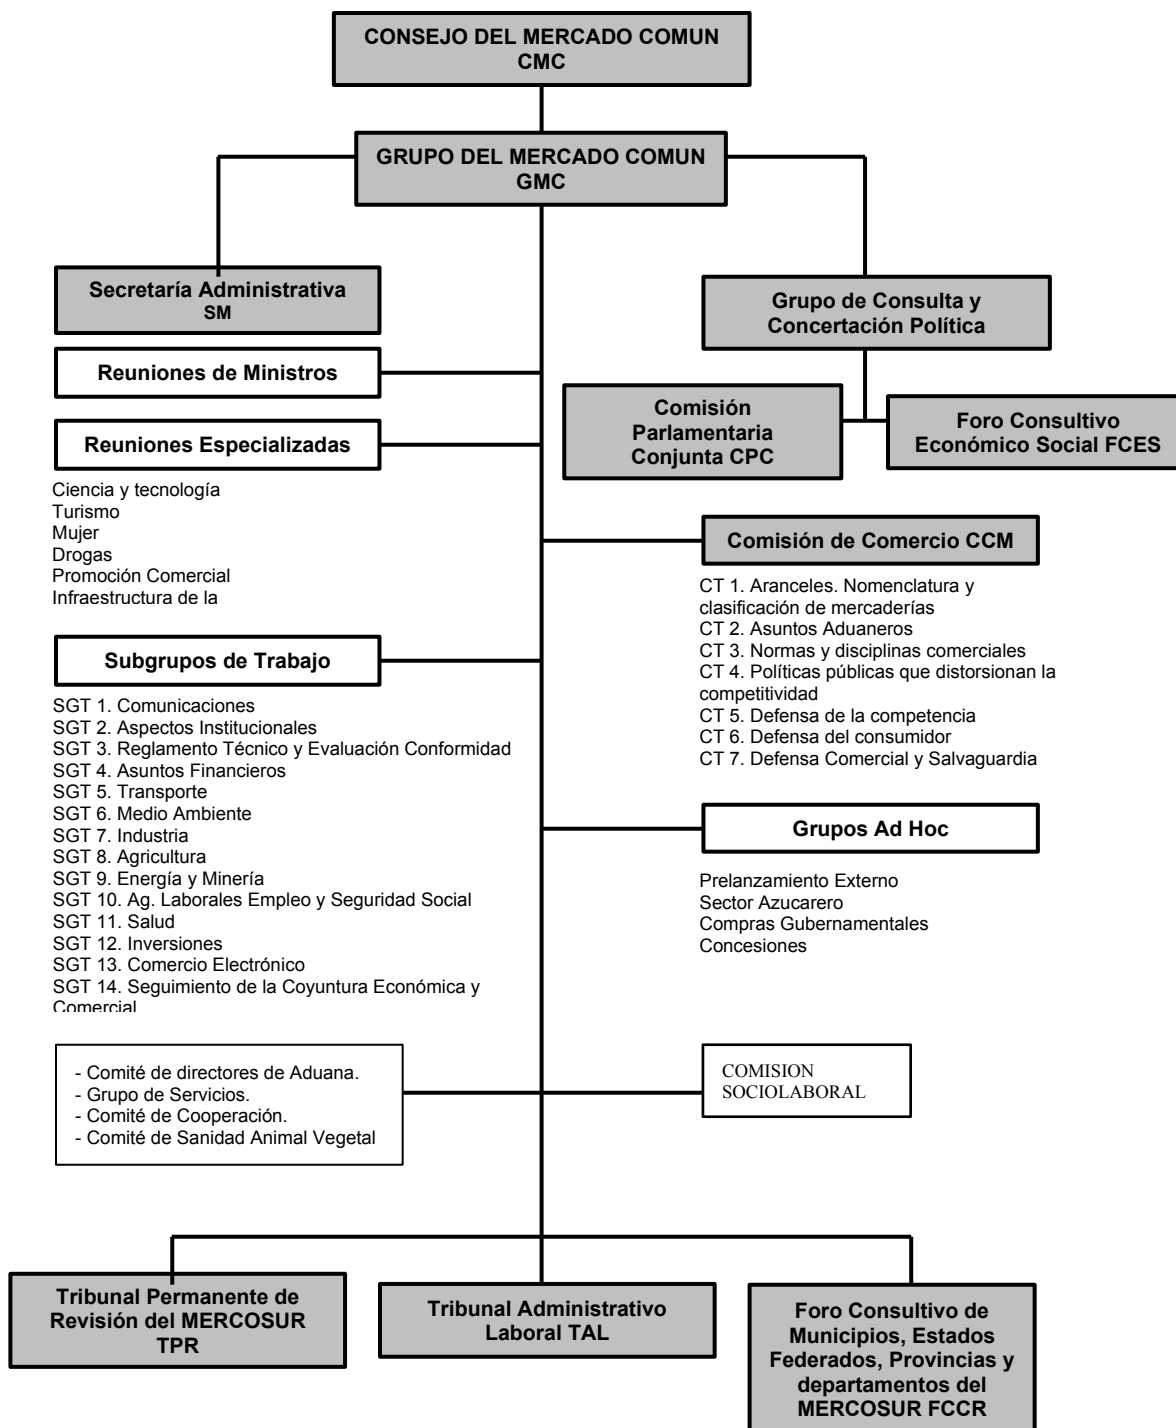 CONSEJO DEL MERCADO COMUN
CMC
GRUPO DEL MERCADO COMUN
GMC
Secretaría Administrativa
SM
Grupo de Consulta y
Concertación Política
Reuniones de Ministros
Comisión
Parlamentaria
Conjunta CPC
Foro Consultivo
Económico Social FCES
Reuniones Especializadas
Ciencia y tecnología
Turismo
Mujer
Drogas
Promoción Comercial
Infraestructura de la
Comisión de Comercio CCM
CT 1. Aranceles. Nomenclatura y
clasificación de mercaderías
CT 2. Asuntos Aduaneros
CT 3. Normas y disciplinas comerciales
CT 4. Políticas públicas que distorsionan la
competitividad
CT 5. Defensa de la competencia
CT 6. Defensa del consumidor
CT 7. Defensa Comercial y Salvaguardia
Subgrupos de Trabajo
SGT 1. Comunicaciones
SGT 2. Aspectos Institucionales
SGT 3. Reglamento Técnico y Evaluación Conformidad
SGT 4. Asuntos Financieros
SGT 5. Transporte
SGT 6. Medio Ambiente
SGT 7. Industria
SGT 8. Agricultura
SGT 9. Energía y Minería
SGT 10. Ag. Laborales Empleo y Seguridad Social
SGT 11. Salud
SGT 12. Inversiones
SGT 13. Comercio Electrónico
SGT 14. Seguimiento de la Coyuntura Económica y
Comercial
Grupos Ad Hoc
Prelanzamiento Externo
Sector Azucarero
Compras Gubernamentales
Concesiones
- Comité de directores de Aduana.
- Grupo de Servicios.
- Comité de Cooperación.
- Comité de Sanidad Animal Vegetal
COMISION
SOCIOLABORAL
Tribunal Permanente de
Revisión del MERCOSUR
TPR
Tribunal Administrativo
Laboral TAL
Foro Consultivo de
Municipios, Estados
Federados, Provincias y
departamentos del
MERCOSUR FCCR